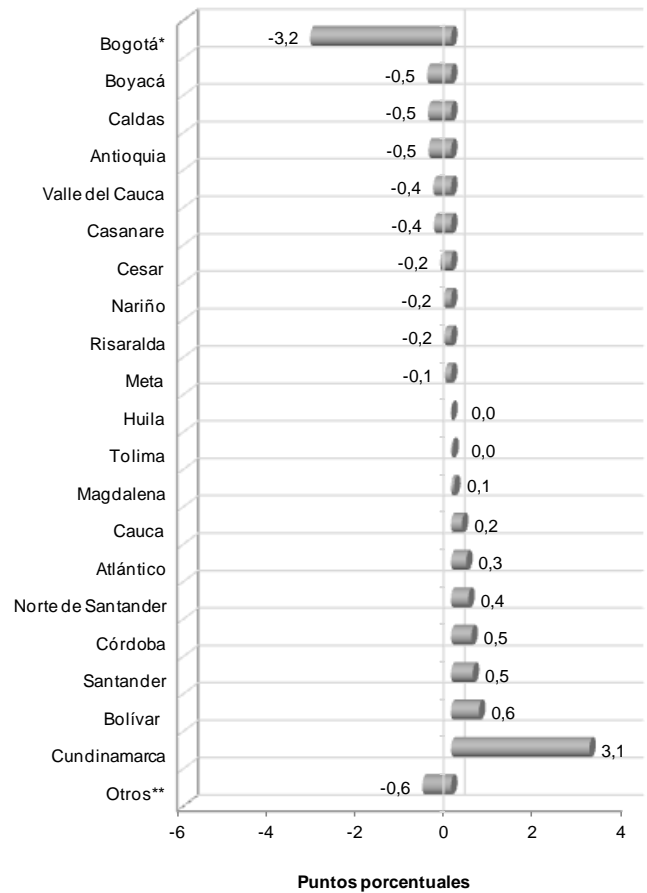 Bogotá* -3,2
Boyacá -0,5
Caldas -0,5
Antioquia -0,5
Valle del Cauca -0,4
Casanare -0,4
Cesar -0,2
Nariño -0,2
Risaralda -0,2
Meta -0,1
Huila 0,0
Tolima 0,0
Magdalena 0,1
Cauca 0,2
Atlántico 0,3
Norte de Santander 0,4
Córdoba 0,5
Santander 0,5
Bolívar 0,6
Cundinamarca 3,1
Otros** -0,6
-6 -4 -2 0 2 4
Puntos porcentuales